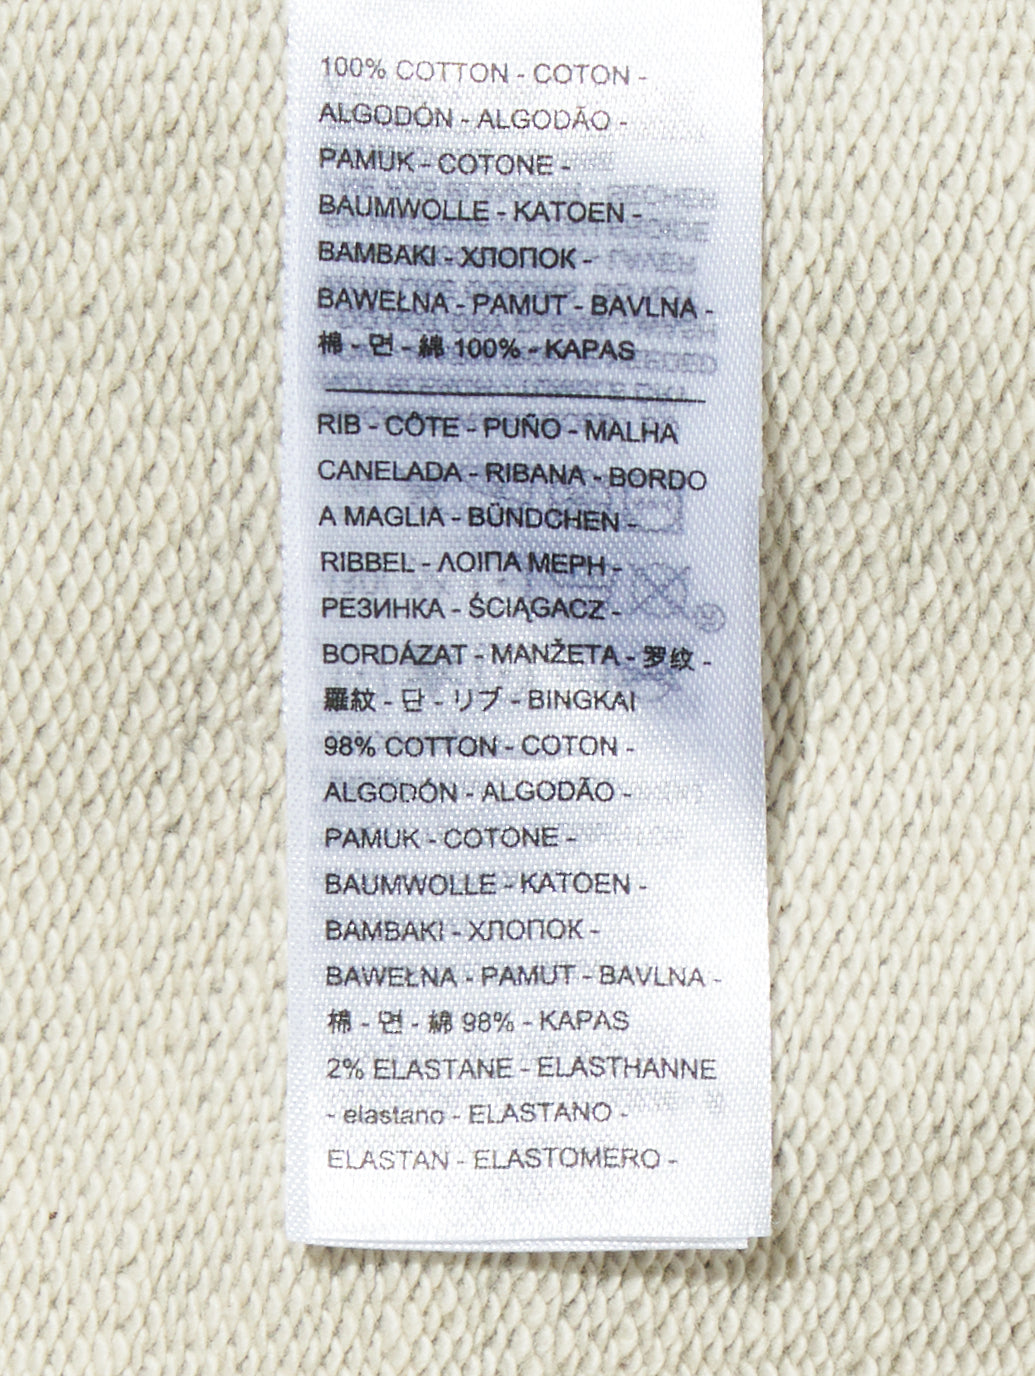 100% COTTON - COTON -
ALGODÓN - ALGODÃO -
PAMUK - COTONE -
BAUMWOLLE - KATOEN -
BAMBAKI - ХЛОПОК -
BAWEŁNA - PAMUT - BAVLNA -
棉 - 면 - 綿 100% - KAPAS
RIB - CÔTE - PUÑO - MALHA
CANELADA - RIBANA - BORDO
A MAGLIA - BÜNDCHEN -
RIBBEL - ΛΟΙΠΑ ΜΕΡΗ -
РЕЗИНКА - ŚCIĄGACZ -
BORDÁZAT - MANŽETA - 罗纹 -
羅紋 - 단 - リブ - BINGKAI
98% COTTON - COTON -
ALGODÓN - ALGODÃO -
PAMUK - COTONE -
BAUMWOLLE - KATOEN -
BAMBAKI - ХЛОПОК -
BAWEŁNA - PAMUT - BAVLNA -
棉 - 면 - 綿 98% - KAPAS
2% ELASTANE - ELASTHANNE
- elastano - ELASTANO -
ELASTAN - ELASTOMERO -